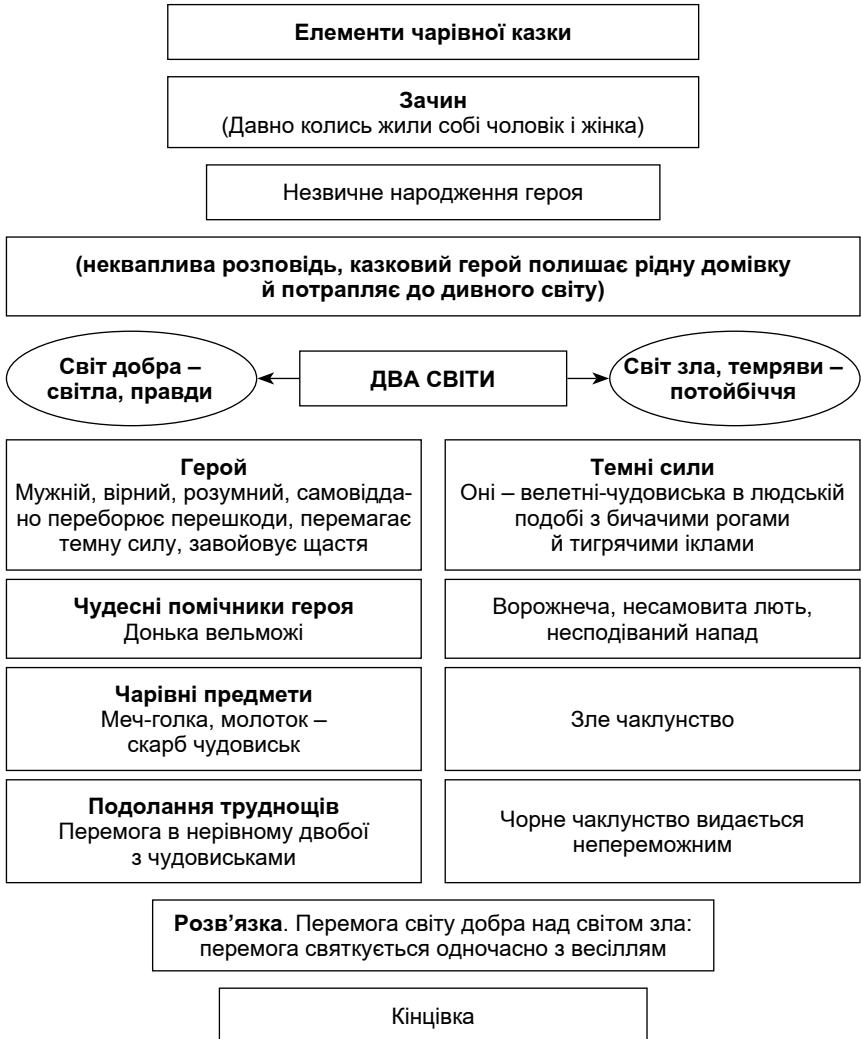 Елементи чарівної казки
Зачин
(Давно колись жили собі чоловік і жінка)
Незвичне народження героя
(некваплива розповідь, казковий герой полишає рідну домівку
й потрапляє до дивного світу)
Світ добра –
світла, правди
ДВА СВІТИ
Світ зла, темряви –
потойбіччя
Герой
Мужній, вірний, розумний, самовідда-
но переборює перешкоди, перемагає
темну силу, завойовує щастя
Темні сили
Оні – велетні-чудовиська в людській
подобі з бичачими рогами
й тигрячими іклами
Чудесні помічники героя
Донька вельможі
Ворожнеча, несамовита лють,
несподіваний напад
Чарівні предмети
Меч-голка, молоток –
скарб чудовиськ
Зле чаклунство
Подолання труднощів
Перемога в нерівному двобої
з чудовиськами
Чорне чаклунство видається
непереможним
Розв’язка. Перемога світу добра над світом зла:
перемога святкується одночасно з весіллям
Кінцівка